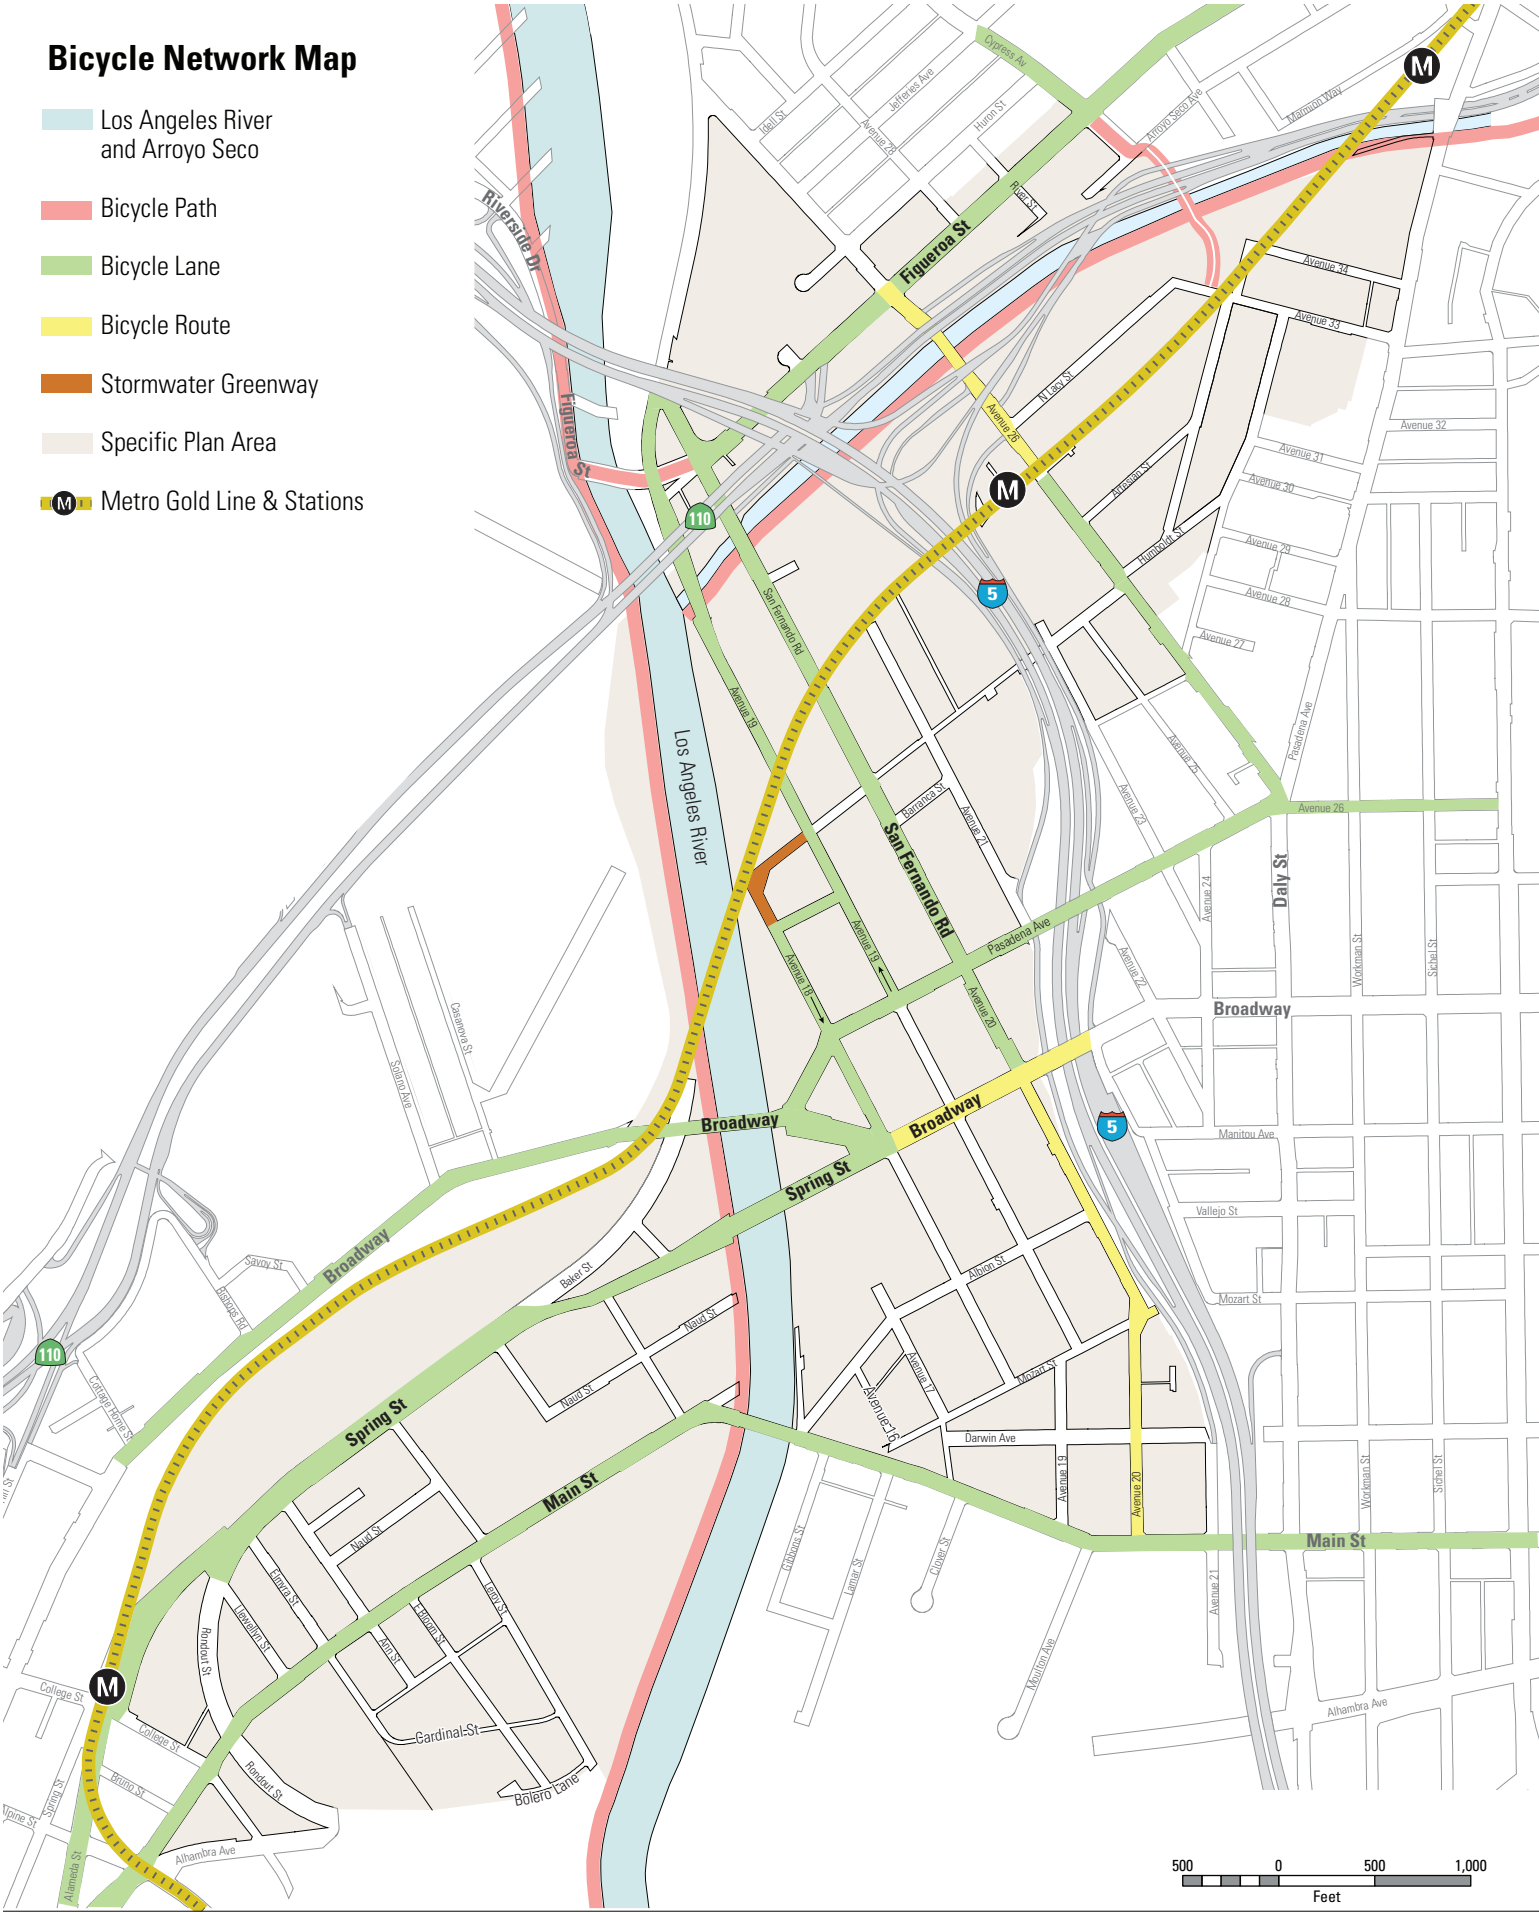 Bicycle Network Map
Los Angeles River
and Arroyo Seco
Bicycle Path
Bicycle Lane
Bicycle Route
Stormwater Greenway
Specific Plan Area
M Metro Gold Line & Stations
Cypress Av
Jefferies Ave
Huron St
Idell St
Avenue 28
Arroyo Seco Ave
Marmion Way
M
Riverside Dr
River St
Figueroa St
Avenue 34
Avenue 33
N Lacy St
Avenue 26
Figueroa
St
Avenue 32
Avenue 31
Avenue 30
Artesian St
M
110
Humboldt St
Avenue 29
5
Avenue 28
Avenue 27
San Fernando Rd
Avenue 19
Pasadena Ave
Los Angeles River
Avenue 25
Avenue 23
Barranca St
Avenue 21
Avenue 26
San Fernando Rd
Daly St
Avenue 24
Pasadena Ave
Avenue 19
Avenue 18
Avenue 20
Avenue 22
Workman St
Sichel St
Broadway
Casanova St
Solano Ave
Broadway
Broadway
5
Manitou Ave
Spring St
Vallejo St
Broadway
Savoy St
Bishops Rd
Baker St
Albion St
Mozart St
Naud St
110
Cottage Home St
Naud St
Avenue 17
Avenue 16
Mozart St
Spring St
Darwin Ave
Main St
Avenue 19
Avenue 20
Workman St
Sichel St
Naud St
Main St
Gibbons St
Lamar St
Clover St
Avenue 21
Elmyra St
Llewellyn St
Leroy St
E Bloom St
Ann St
Rondout St
Moulton Ave
M
College St
College St
Cardinal St
Alhambra Ave
Bruno St
Rondout St
Bolero Lane
Spring St
Alpine St
Alhambra Ave
Alameda St
500 0 500 1,000
Feet